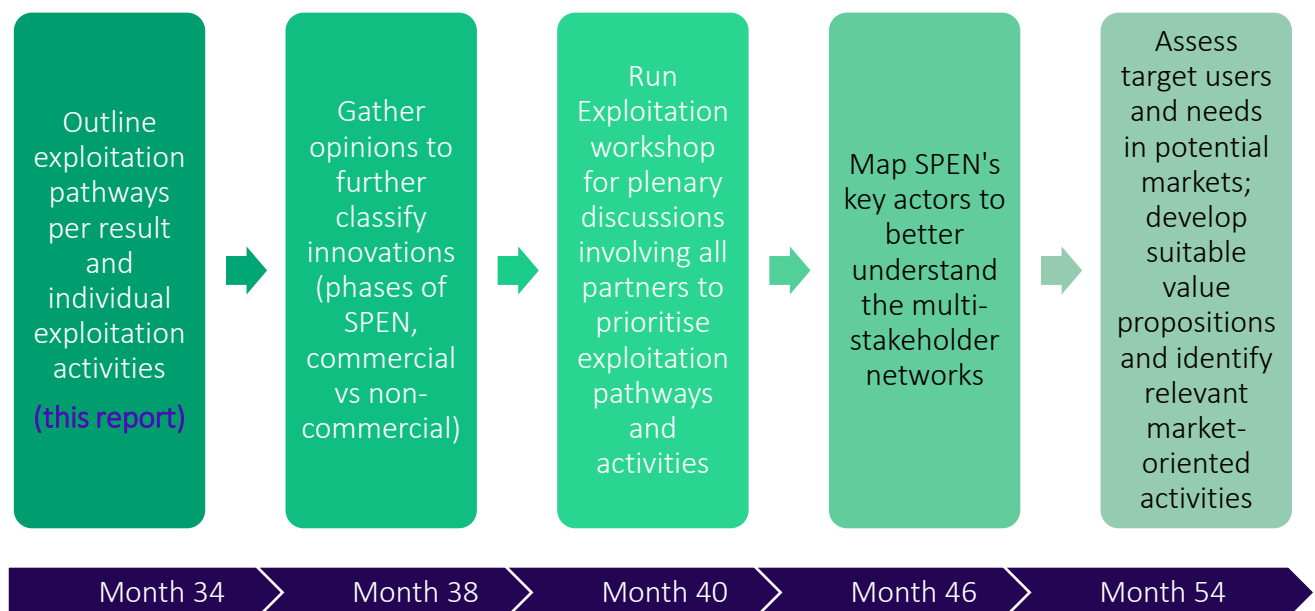 Outline
exploitation
pathways
per result
and
individual
exploitation
activities
(this report)
Gather
opinions to
further
classify
innovations
(phases of
SPEN,
commercial
vs non-
commercial)
Run
Exploitation
workshop
for plenary
discussions
involving all
partners to
prioritise
exploitation
pathways
and
activities
Map SPEN's
key actors to
better
understand
the multi-
stakeholder
networks
Assess
target users
and needs
in potential
markets;
develop
suitable
value
propositions
and identify
relevant
market-
oriented
activities
Month 34
Month 38
Month 40
Month 46
Month 54